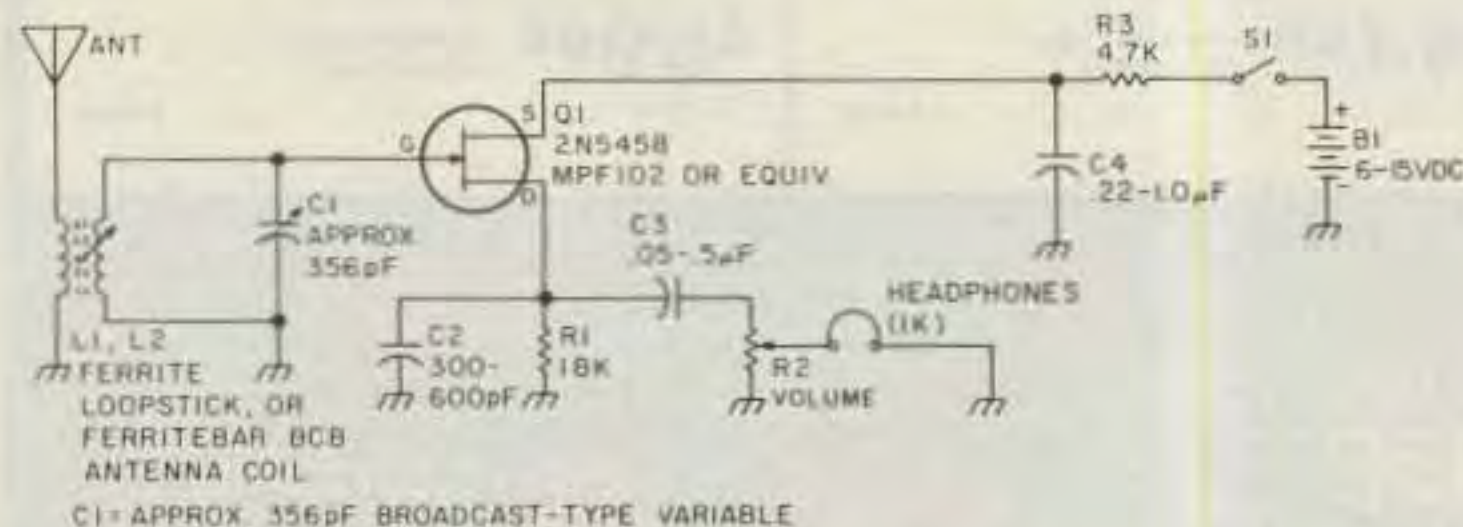 ANT
G
S
D
Q1
2N5458
MPF102 OR EQUIV
R3
4.7K
S1
+
B1
6-15VDC
-
C4
.22-1.0µF
C1
APPROX
356pF
C3
.05-.5µF
HEADPHONES
(1K)
L1, L2
FERRITE
LOOPSTICK, OR
FERRITEBAR BCB
ANTENNA COIL
C2
300-
600pF
R1
18K
R2
VOLUME
C1= APPROX 356pF BROADCAST-TYPE VARIABLE